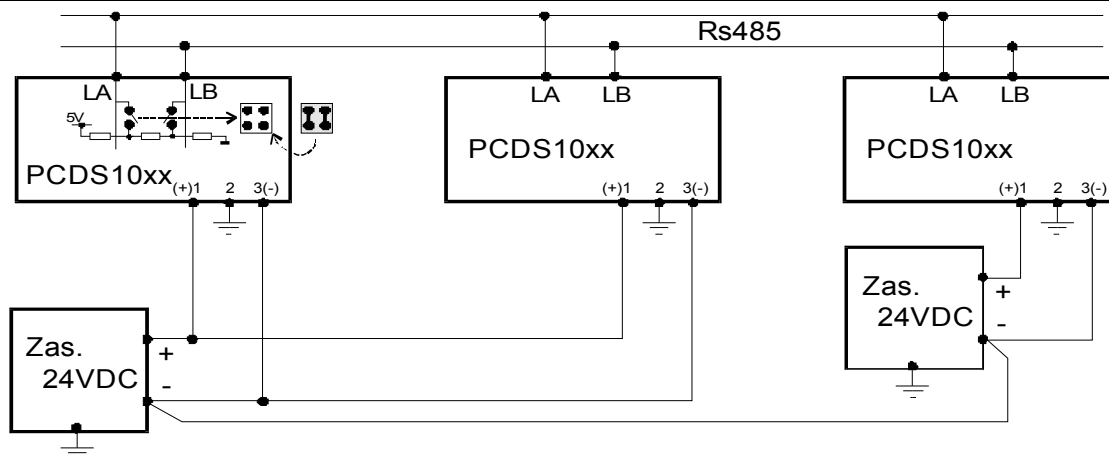 Rs485
LA LB
5V
PCDS10xx
(+)1 2 3(-)
LA LB
PCDS10xx
(+)1 2 3(-)
LA LB
PCDS10xx
(+)1 2 3(-)
Zas.
24VDC
+
-
Zas.
24VDC
+
-